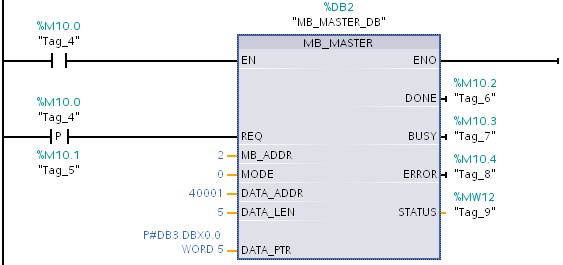 %DB2
"MB_MASTER_DB"
%M10.0
"Tag_4"
MB_MASTER
EN
ENO
%M10.2
DONE
"Tag_6"
%M10.0
"Tag_4"
%M10.3
P
REQ
BUSY
"Tag_7"
%M10.1
"Tag_5"
2
MB_ADDR
%M10.4
0
MODE
ERROR
"Tag_8"
40001
DATA_ADDR
%MW12
5
DATA_LEN
STATUS
"Tag_9"
P#DB3.DBX0.0
WORD 5
DATA_PTR